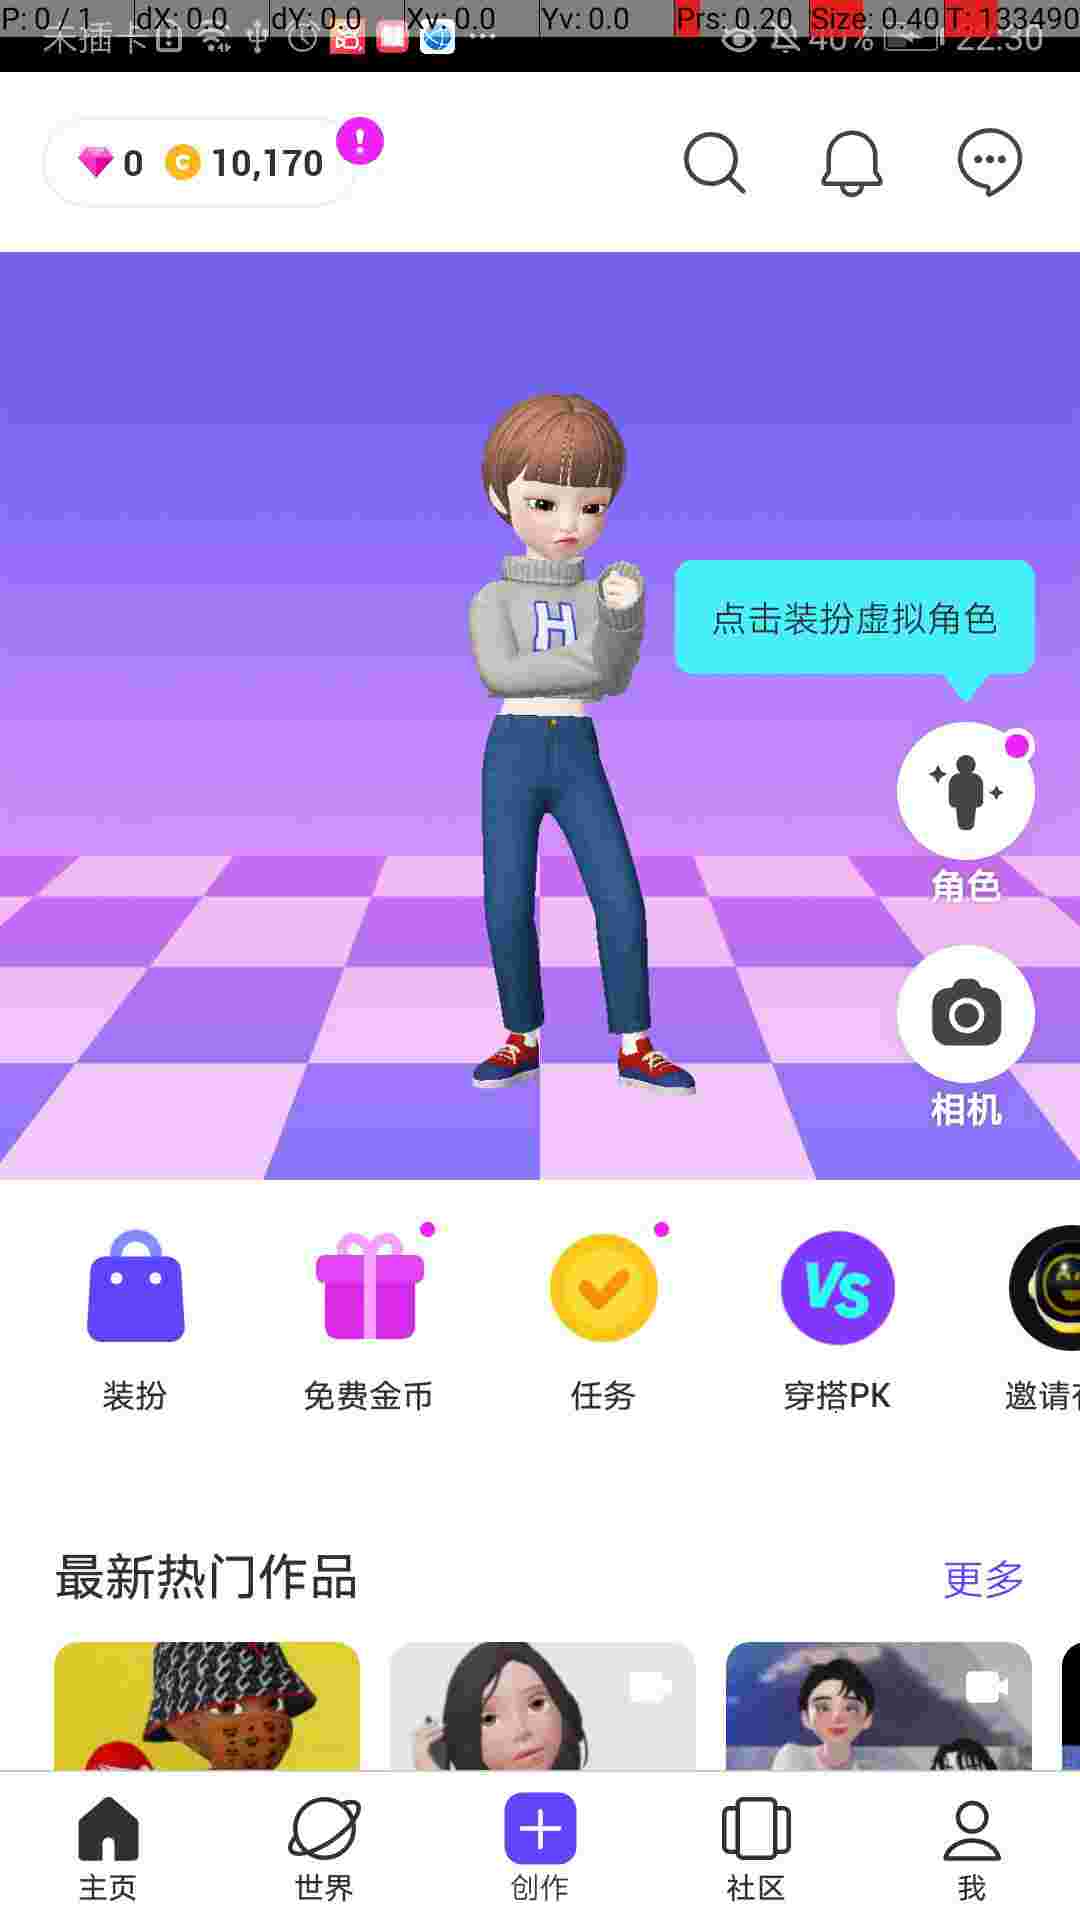 P: 0 / 1 dX: 0.0 dY: 0.0 Xv: 0.0 Yv: 0.0 Prs: 0.20 Size: 0.40 T: 133490
未插卡 40% 22:30
0 10,170
H
点击装扮虚拟角色
角色
相机
装扮 免费金币 任务 穿搭PK 邀请
最新热门作品 更多
主页 世界 创作 社区 我